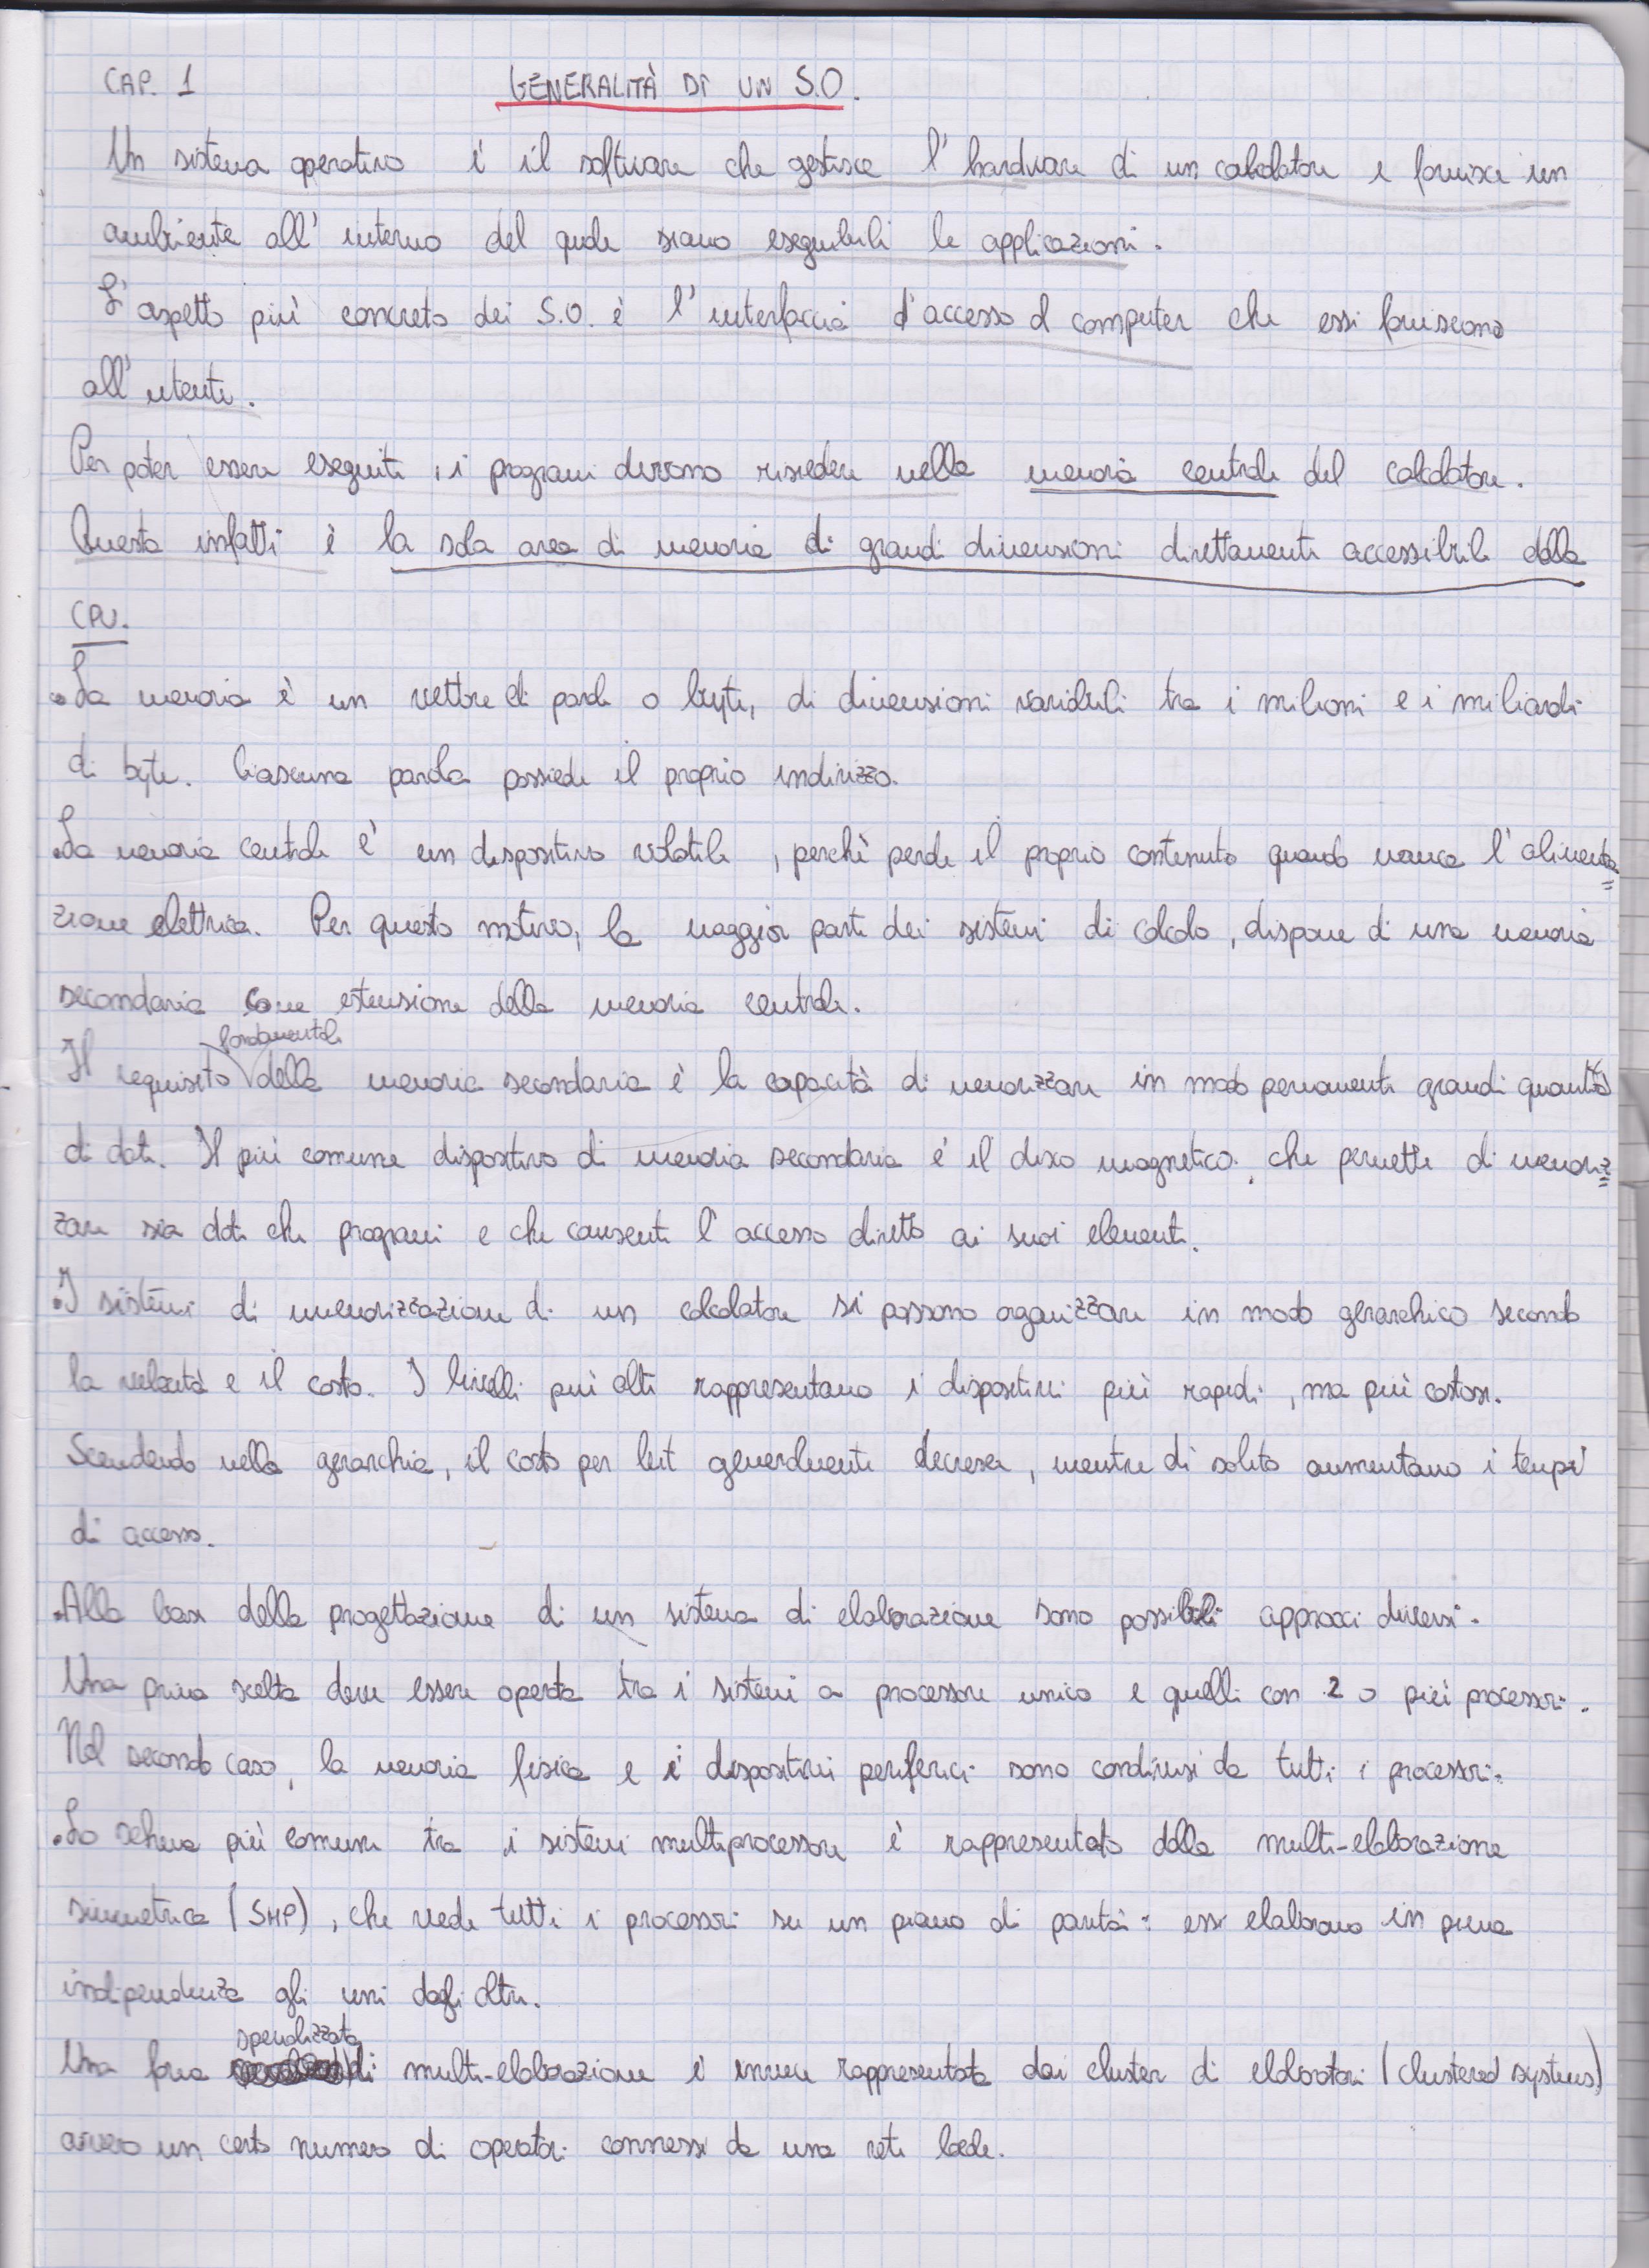 CAP. 1 GENERALITÀ DI UN S.O.
Un sistema operativo è il software che gestisce l'hardware di un calcolatore e fornisce un
ambiente all'interno del quale siano eseguibili le applicazioni.
L'aspetto più concreto dei S.O. è l'interfaccia d'accesso al computer che essi forniscono
all'utente.
Per poter essere eseguiti, i programmi devono risiedere nella memoria centrale del calcolatore.
Questa infatti è la sola area di memoria di grandi dimensioni direttamente accessibile dalla
CPU.
• La memoria è un vettore di parole o byte, di dimensioni variabili tra i milioni e i miliardi
di byte. Ciascuna parola possiede il proprio indirizzo.
• La memoria centrale è un dispositivo volatile, perchè perde il proprio contenuto quando manca l'alimenta=
zione elettrica. Per questo motivo, la maggior parte dei sistemi di calcolo, dispone di una memoria
secondaria come estensione della memoria centrale.
fondamentale
Il requisito della memoria secondaria è la capacità di memorizzare in modo permanente grandi quantità
di dati. Il più comune dispositivo di memoria secondaria è il disco magnetico, che permette di memoriz=
zare sia dati che programmi e che consente l'accesso diretto ai suoi elementi.
• I sistemi di memorizzazione di un calcolatore si possono organizzare in modo gerarchico secondo
la velocità e il costo. I livelli più alti rappresentano i dispositivi più rapidi, ma più costosi.
Scendendo nella gerarchia, il costo per bit generalmente decresce, mentre di solito aumentano i tempi
di accesso.
• Alla base della progettazione di un sistema di elaborazione sono possibili approcci diversi.
Una prima scelta deve essere operata tra i sistemi a processore unico e quelli con 2 o più processori.
Nel secondo caso, la memoria fisica e i dispositivi periferici sono condivisi da tutti i processori.
• Lo schema più comune tra i sistemi multiprocessore è rappresentato dalla multi-elaborazione
simmetrica (SMP), che vede tutti i processori su un piano di parità: essi elaborano in piena
indipendenza gli uni dagli altri.
specializzata
Una forma di multi-elaborazione è invece rappresentata dai cluster di elaboratori (clustered systems)
ovvero un certo numero di operatori connessi da una rete locale.